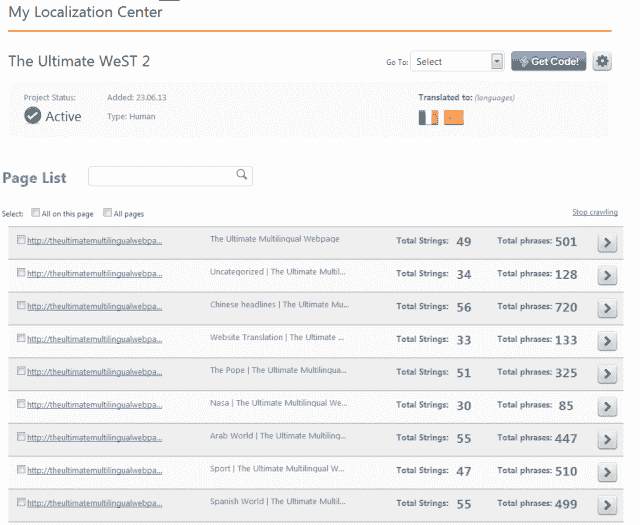 My Localization Center
The Ultimate WeST 2
Go To: Select Get Code!
Project Status: Added: 23.06.13 Translated to: (languages)
Active Type: Human
Page List
Select: All on this page All pages Stop crawling
http://theultimatemultilingualwebpa... The Ultimate Multilingual Webpage Total Strings: 49 Total phrases: 501
http://theultimatemultilingualwebpa... Uncategorized | The Ultimate Multil... Total Strings: 34 Total phrases: 128
http://theultimatemultilingualwebpa... Chinese headlines | The Ultimate Mu... Total Strings: 56 Total phrases: 720
http://theultimatemultilingualwebpa... Website Translation | The Ultimate ... Total Strings: 33 Total phrases: 133
http://theultimatemultilingualwebpa... The Pope | The Ultimate Multilingua... Total Strings: 51 Total phrases: 325
http://theultimatemultilingualwebpa... Nasa | The Ultimate Multilingual We... Total Strings: 30 Total phrases: 85
http://theultimatemultilingualwebpa... Arab World | The Ultimate Multiling... Total Strings: 55 Total phrases: 447
http://theultimatemultilingualwebpa... Sport | The Ultimate Multilingual W... Total Strings: 47 Total phrases: 510
http://theultimatemultilingualwebpa... Spanish World | The Ultimate Multil... Total Strings: 55 Total phrases: 499